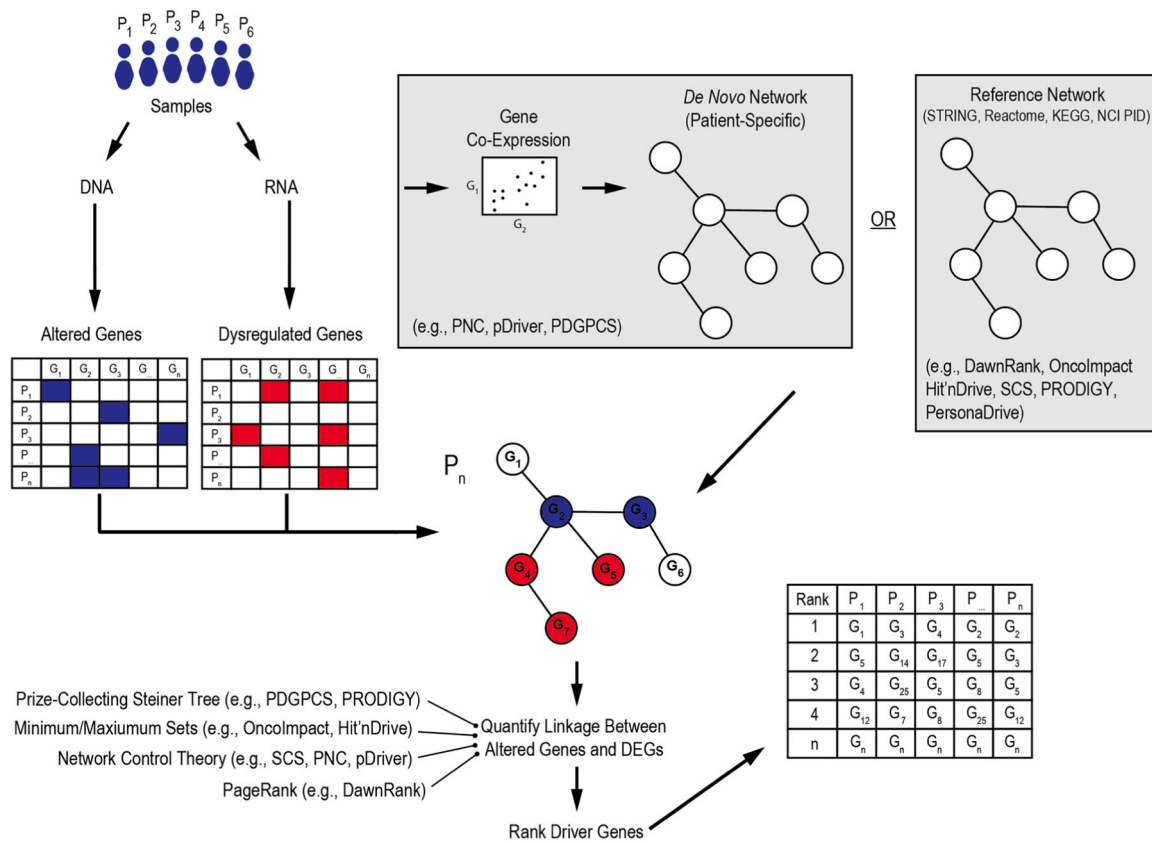 P1 P2 P3 P4 P5 P6
Samples
DNA
RNA
Altered Genes
G1 G2 G3 G... Gn
P1
P2
P3
P...
Pn
Dysregulated Genes
G1 G2 G3 G... Gn
P1
P2
P3
P...
Pn
Gene
Co-Expression
G1
G2
De Novo Network
(Patient-Specific)
(e.g., PNC, pDriver, PDGPCS)
OR
Reference Network
(STRING, Reactome, KEGG, NCI PID)
(e.g., DawnRank, OncoImpact
Hit'nDrive, SCS, PRODIGY,
PersonaDrive)
Pn
G1
G2 G3
G4 G5 G6
G7
Prize-Collecting Steiner Tree (e.g., PDGPCS, PRODIGY)
Minimum/Maxiumum Sets (e.g., OncoImpact, Hit'nDrive)
Network Control Theory (e.g., SCS, PNC, pDriver)
PageRank (e.g., DawnRank)
Quantify Linkage Between
Altered Genes and DEGs
Rank Driver Genes
Rank P1 P2 P3 P... Pn
1 G1 G3 G4 G2 G2
2 G5 G14 G17 G5 G3
3 G4 G25 G5 G8 G5
4 G12 G7 G8 G25 G12
n Gn Gn Gn Gn Gn